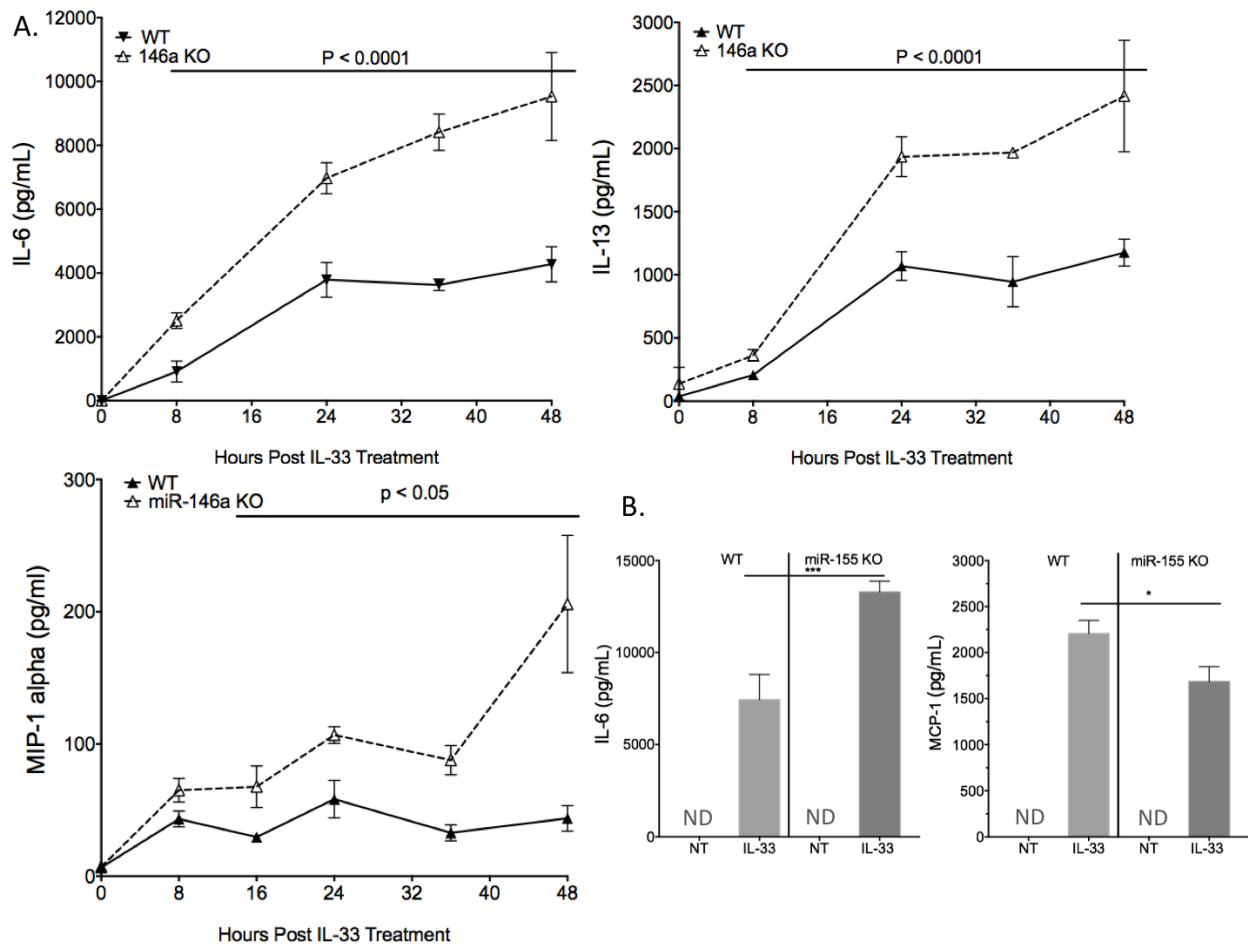 A.
12000
10000
8000
6000
4000
2000
0
IL-6 (pg/mL)
WT
146a KO
P < 0.0001
0 8 16 24 32 40 48
Hours Post IL-33 Treatment
3000
2500
2000
1500
1000
500
0
IL-13 (pg/mL)
WT
146a KO
P < 0.0001
0 8 16 24 32 40 48
Hours Post IL-33 Treatment
300
200
100
0
MIP-1 alpha (pg/ml)
WT
miR-146a KO
p < 0.05
0 8 16 24 32 40 48
Hours Post IL-33 Treatment
B.
15000
10000
5000
0
IL-6 (pg/mL)
WT miR-155 KO
***
ND ND
NT IL-33 NT IL-33
3000
2750
2500
2250
2000
1750
1500
1250
1000
750
500
250
0
MCP-1 (pg/mL)
WT miR-155 KO
*
ND ND
NT IL-33 NT IL-33